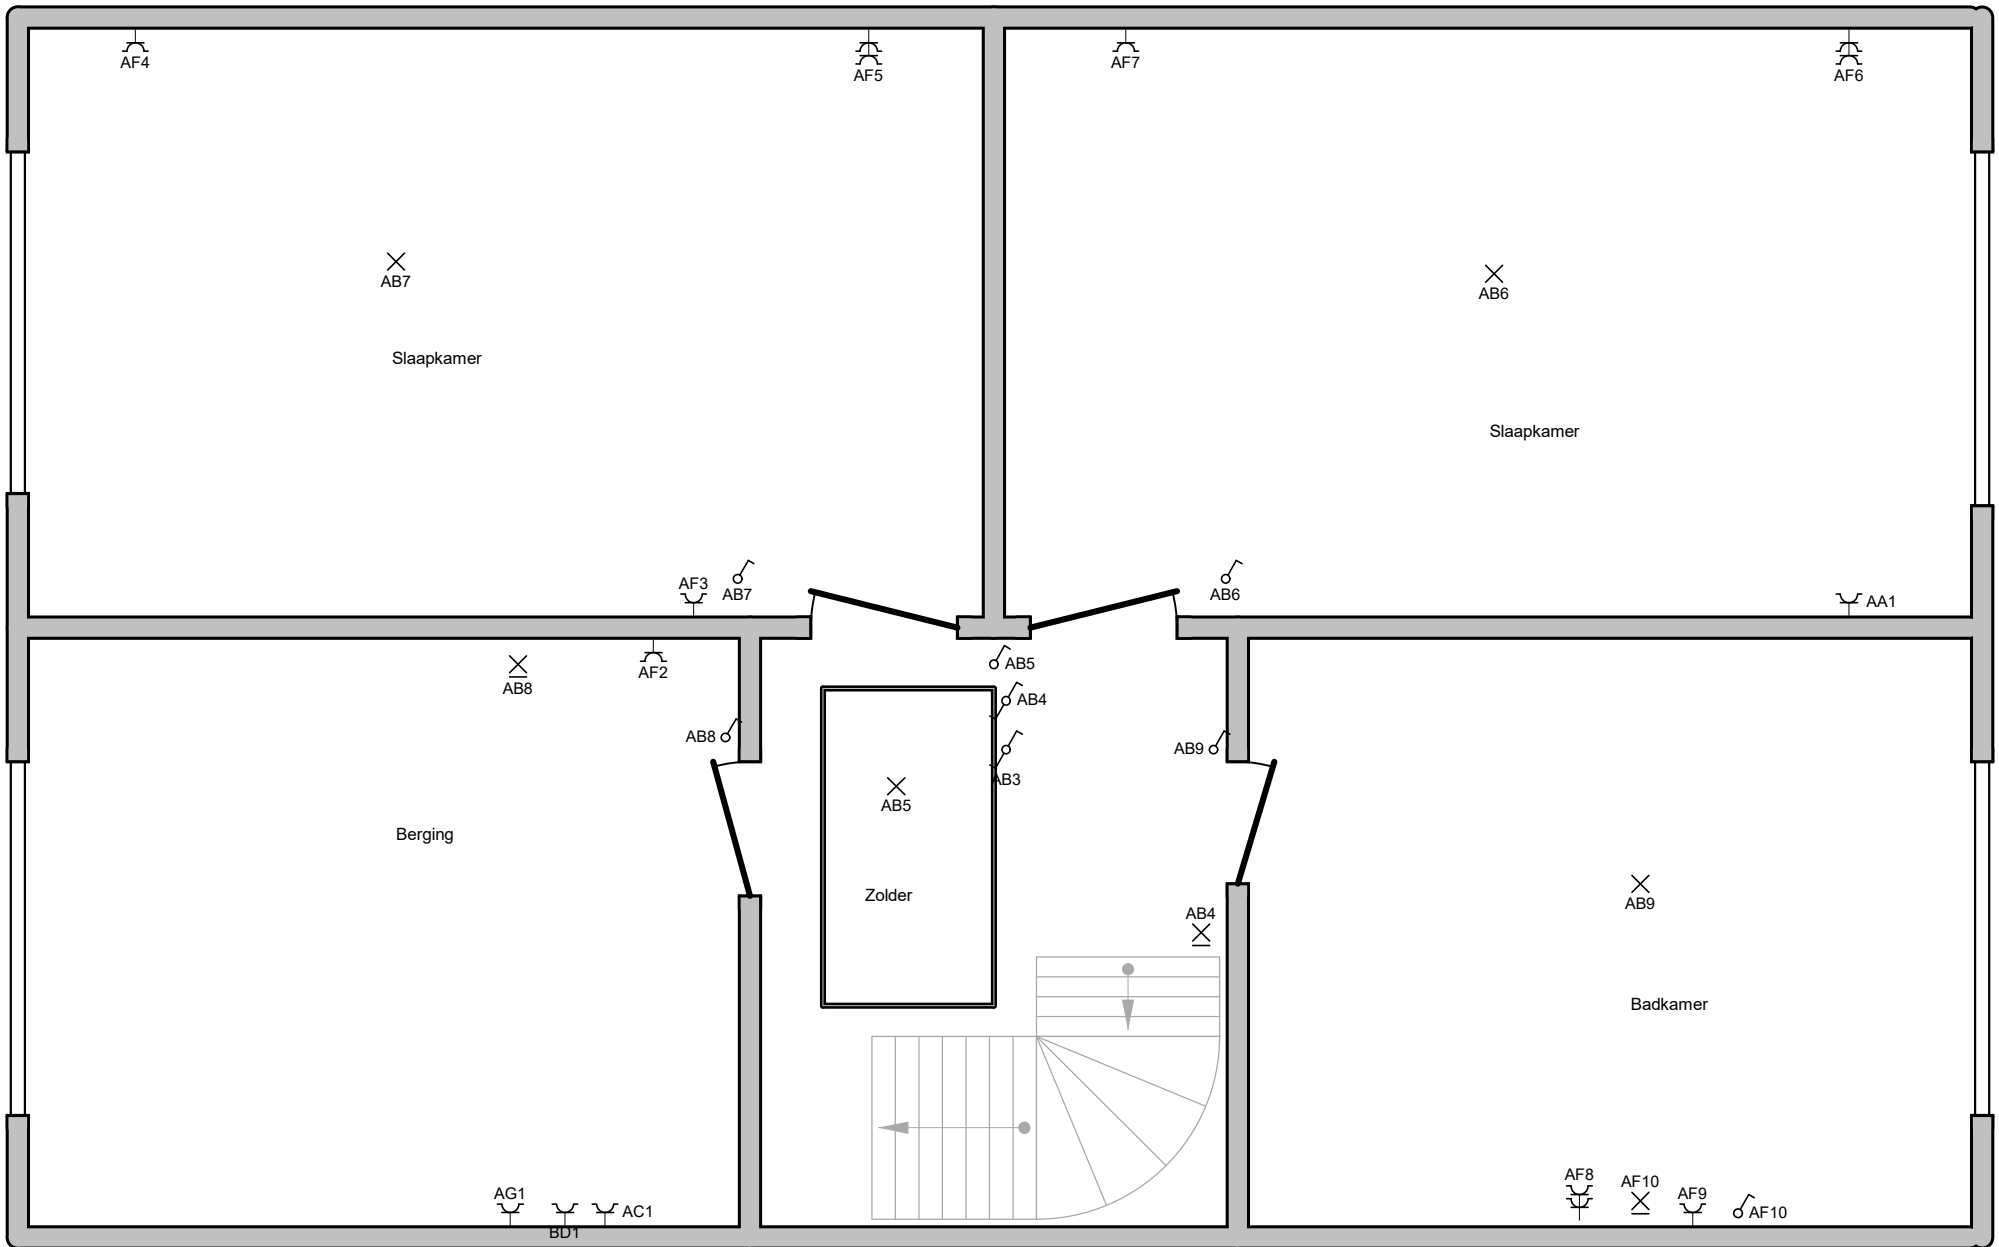 AF4
AF5
AF7
AF6
AB7
AB6
Slaapkamer
Slaapkamer
AF3
AB7
AB6
AA1
AB5
AF2
AB8
AB4
AB8
AB9
AB3
AB5
Berging
Zolder
AB9
AB4
Badkamer
AF8
AF10
AF9
AG1
AC1
AF10
BD1